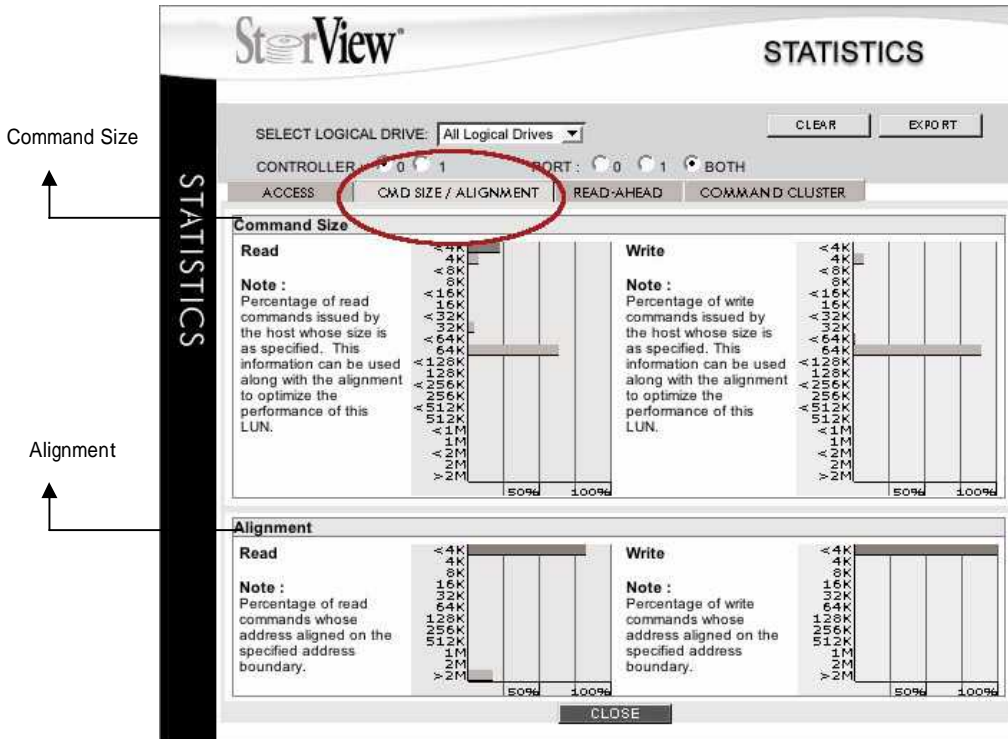 StorView
STATISTICS
SELECT LOGICAL DRIVE: All Logical Drives
CLEAR EXPORT
CONTROLLER : 0 1 PORT : 0 1 BOTH
ACCESS CMD SIZE / ALIGNMENT READ-AHEAD COMMAND CLUSTER
STATISTICS
Command Size
Command Size
Read
Note :
Percentage of read
commands issued by
the host whose size is
as specified. This
information can be used
along with the alignment
to optimize the
performance of this
LUN.
<4K
4K
<8K
8K
<16K
16K
<32K
32K
<64K
64K
<128K
128K
<256K
256K
<512K
512K
<1M
1M
<2M
2M
>2M
50% 100%
Write
Note :
Percentage of write
commands issued by
the host whose size is
as specified. This
information can be used
along with the alignment
to optimize the
performance of this
LUN.
<4K
4K
<8K
8K
<16K
16K
<32K
32K
<64K
64K
<128K
128K
<256K
256K
<512K
512K
<1M
1M
<2M
2M
>2M
50% 100%
Alignment
Alignment
Read
Note :
Percentage of read
commands whose
address aligned on the
specified address
boundary.
<4K
4K
8K
16K
32K
64K
128K
256K
512K
1M
2M
>2M
50% 100%
Write
Note :
Percentage of write
commands whose
address aligned on the
specified address
boundary.
<4K
4K
8K
16K
32K
64K
128K
256K
512K
1M
2M
>2M
50% 100%
CLOSE